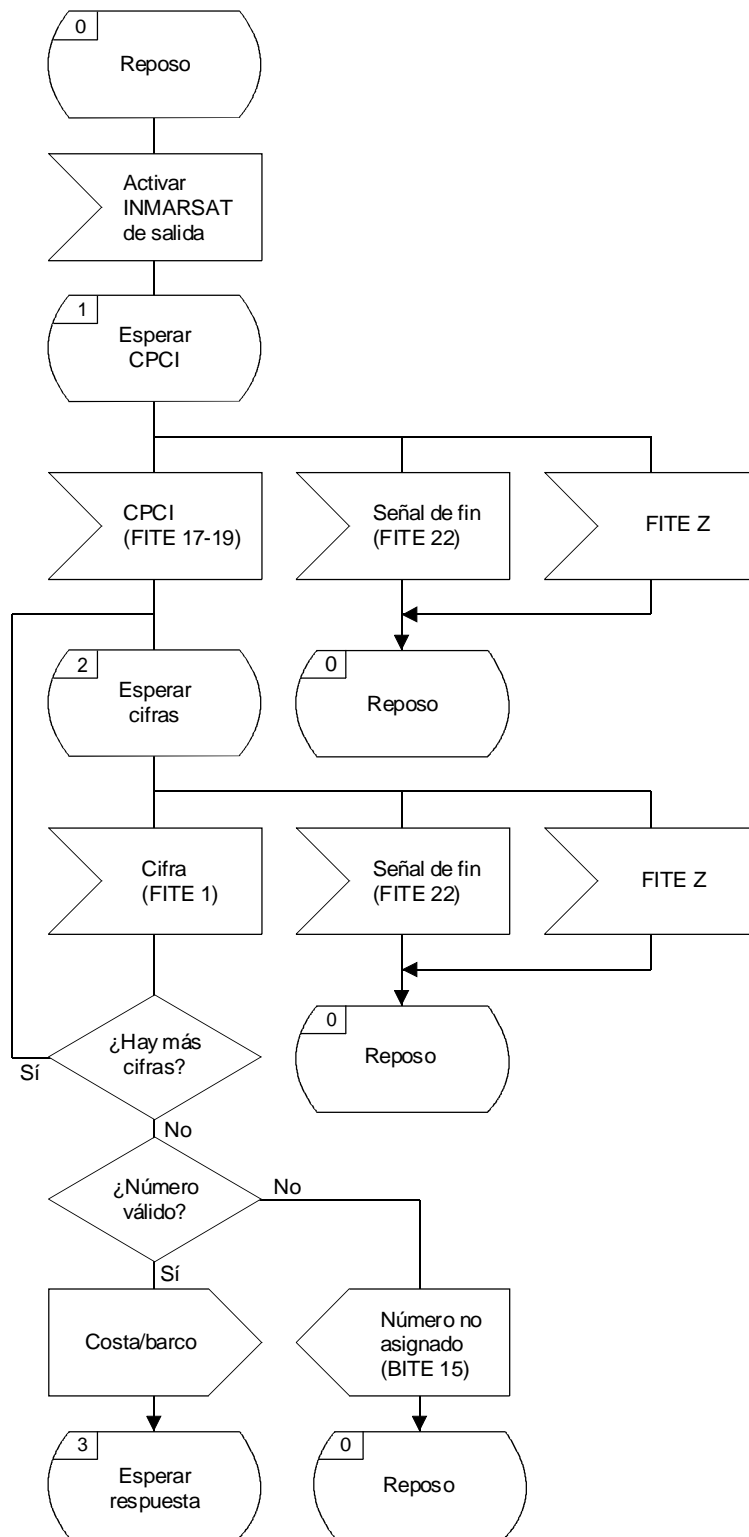 0
Reposo
Activar
INMARSAT
de salida
1
Esperar
CPCI
CPCI
(FITE 17-19)
Señal de fin
(FITE 22)
FITE Z
2
Esperar
cifras
0
Reposo
Cifra
(FITE 1)
Señal de fin
(FITE 22)
FITE Z
¿Hay más
cifras?
Sí
No
0
Reposo
¿Número
válido?
No
Sí
Costa/barco
Número no
asignado
(BITE 15)
3
Esperar
respuesta
0
Reposo